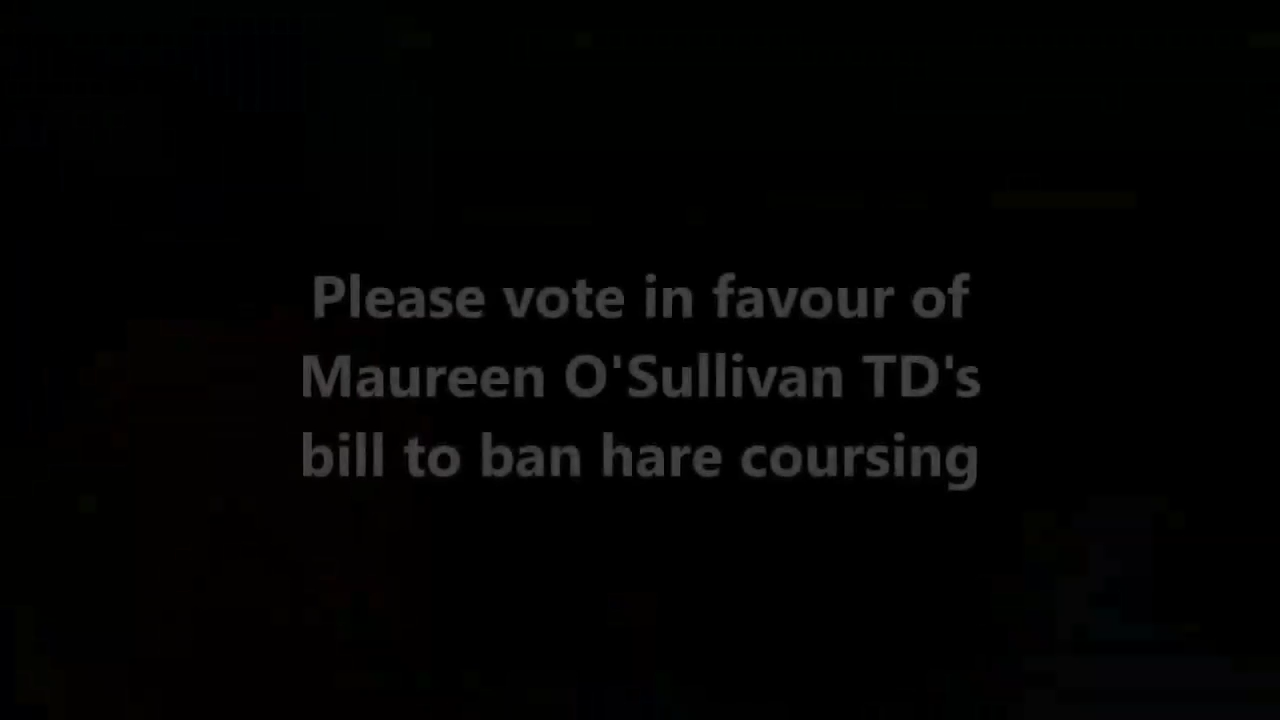 Please vote in favour of
Maureen O'Sullivan TD's
bill to ban hare coursing